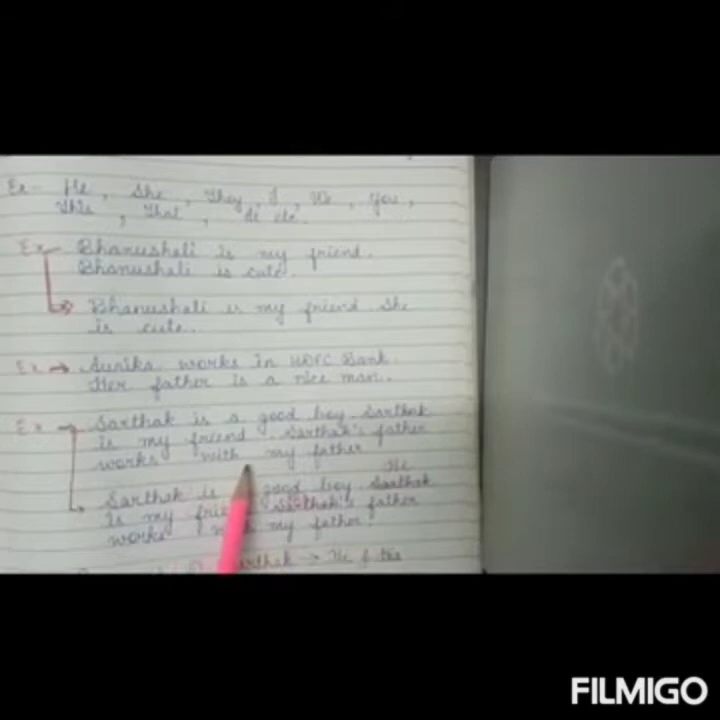 Ex- He, She, They, I, We, You,
This, That, etc.
Ex- Bhanushali is my friend.
Bhanushali is cute.
Bhanushali is my friend She
is cute.
Ex → works in HDFC Bank.
Her father is a nice man.
Ex → Sarthak is a good boy. Sarthak
is my friend. Sarthak's father
works with my father
He
Sarthak is good boy Sarthak
is my Sarthak's father
works my father.
→ He
FILMIGO